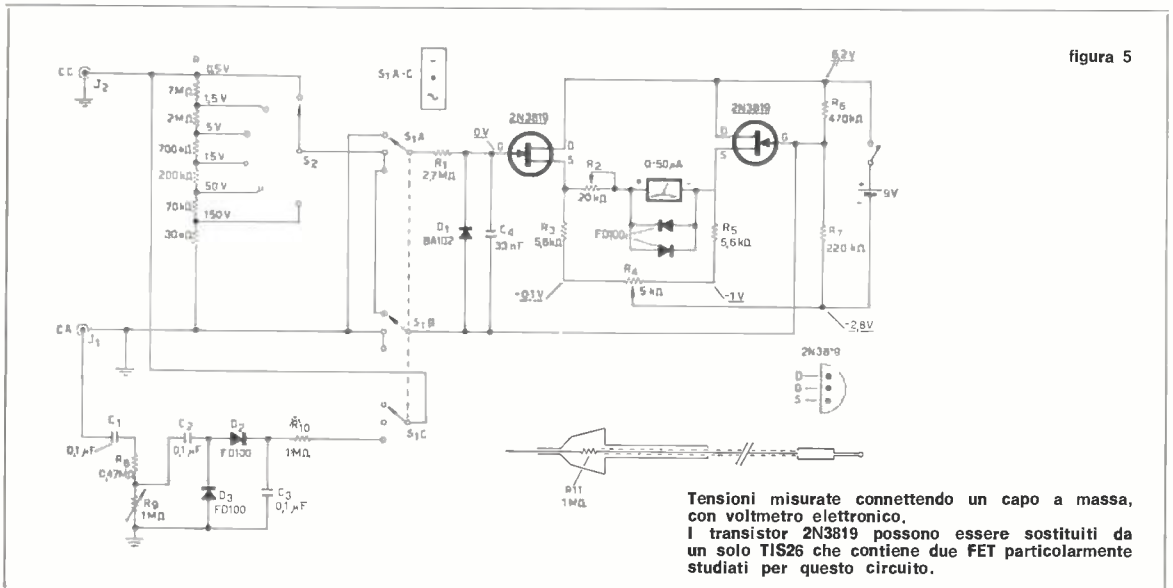 figura 5
CC
J2
R
0,5V
7MΩ
1,5V
2MΩ
5V
700kΩ
15V
200kΩ
50V
70kΩ
150V
30kΩ
S2
S1A-C
-
•
~
S1A
R1
2,7MΩ
0V
G
2N3819
D
S
D1
BA102
C4
33nF
R2
20kΩ
+
0-50µA
-
FD100
R3
5,6kΩ
R4
5kΩ
-0,1V
-1V
R5
5,6kΩ
2N3819
D
S
G
6,2V
R6
470kΩ
9V
R7
220kΩ
-2,8V
CA
J1
S1B
S1C
C1
0,1µF
R8
0,47MΩ
R9
1MΩ
C2
0,1µF
D2
FD100
D3
FD100
C3
0,1µF
R10
1MΩ
2N3819
D
G
S
R11
1MΩ
Tensioni misurate connettendo un capo a massa,
con voltmetro elettronico.
I transistor 2N3819 possono essere sostituiti da
un solo TIS26 che contiene due FET particolarmente
studiati per questo circuito.